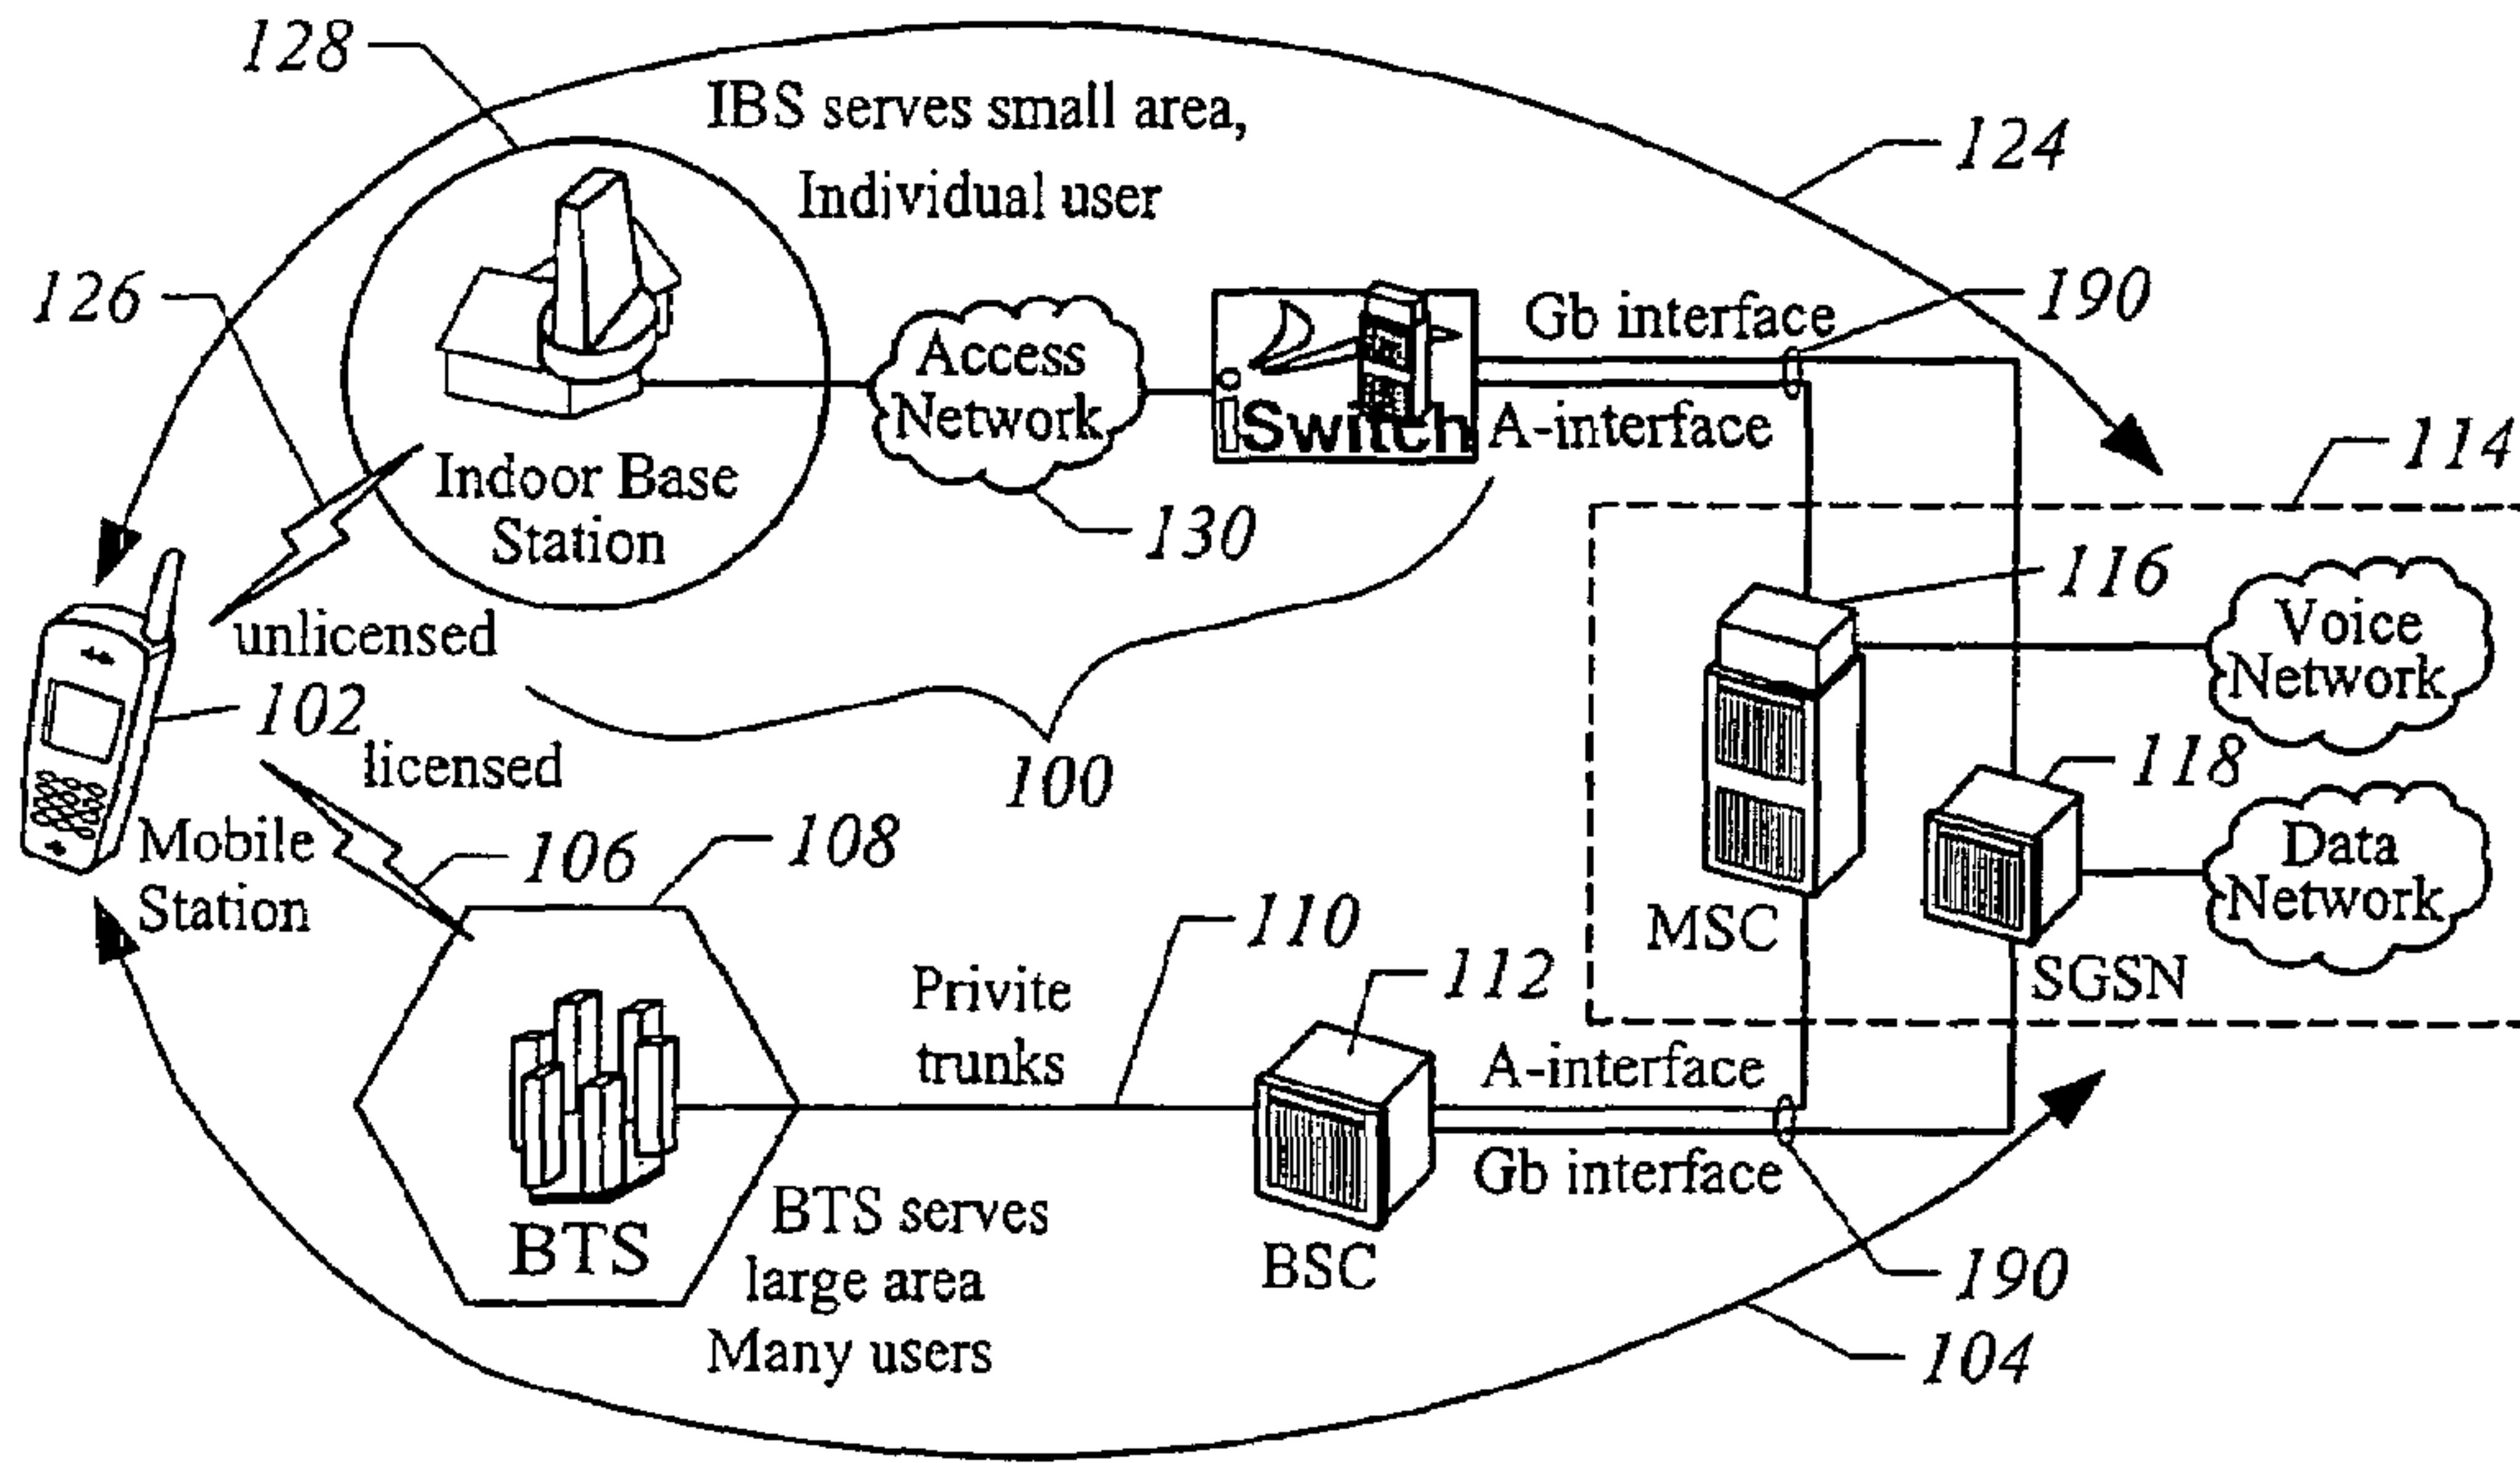 128
IBS serves small area,
Individual user
124
126
190
Gb interface
Access
Network
iSwitch
A-interface
114
Indoor Base
Station
130
116
Voice
Network
unlicensed
102
licensed
100
118
Mobile
Station
106
108
Data
Network
MSC
SGSN
110
112
Privite
trunks
A-interface
Gb interface
BTS
BTS serves
large area
Many users
BSC
190
104